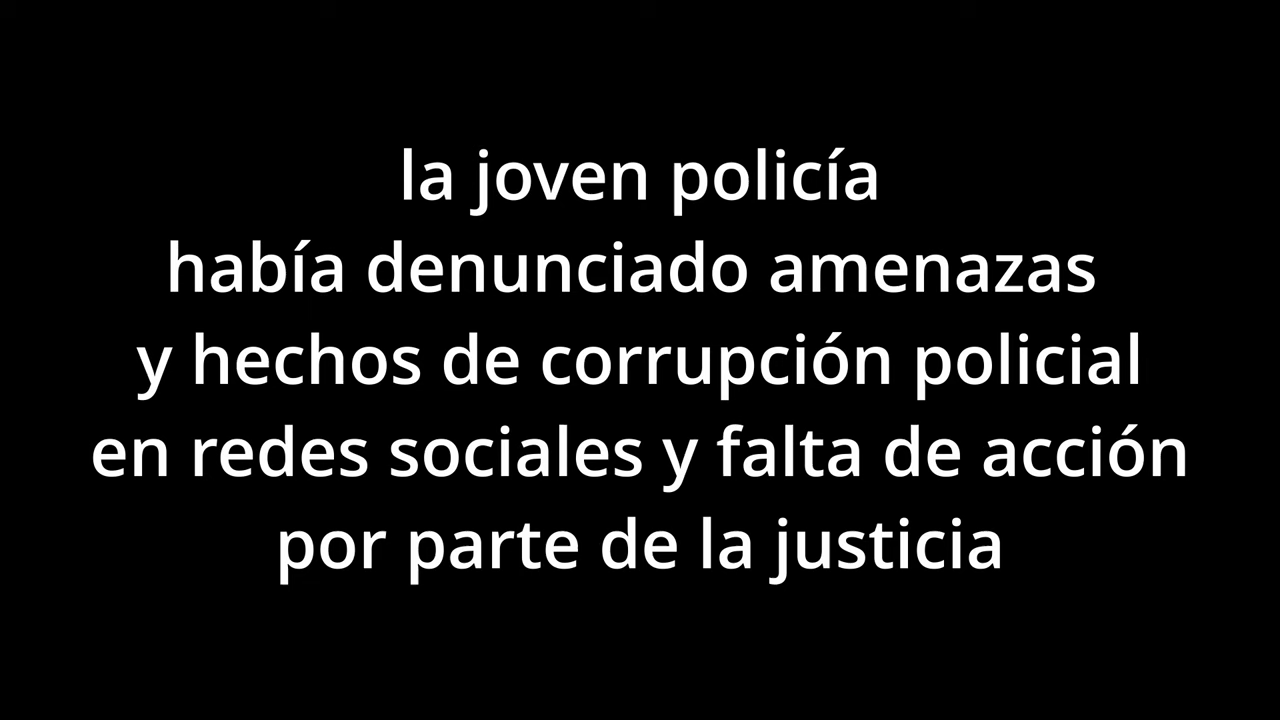 la joven policía
había denunciado amenazas
y hechos de corrupción policial
en redes sociales y falta de acción
por parte de la justicia